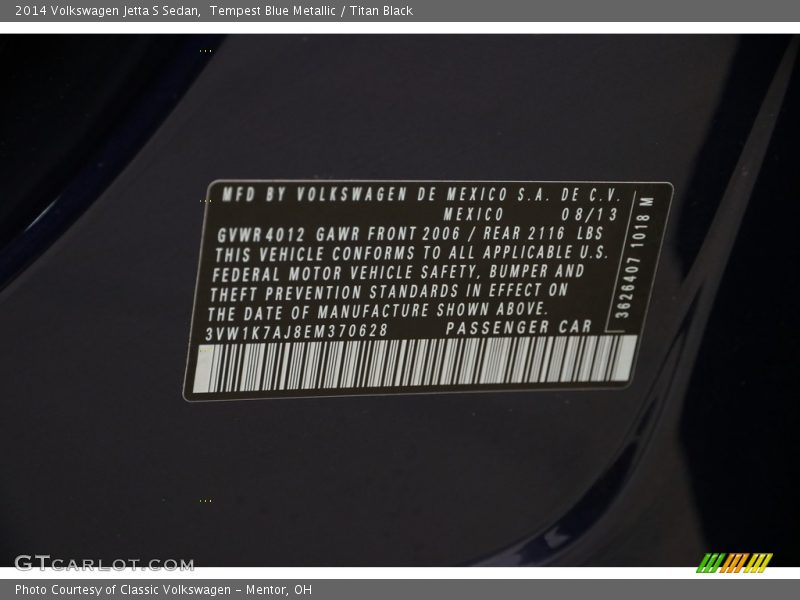 2014 Volkswagen Jetta S Sedan,  Tempest Blue Metallic / Titan Black
MFD BY VOLKSWAGEN DE MEXICO S.A. DE C.V.
MEXICO 08/13
GVWR 4012 GAWR FRONT 2006 / REAR 2116 LBS
THIS VEHICLE CONFORMS TO ALL APPLICABLE U.S.
FEDERAL MOTOR VEHICLE SAFETY, BUMPER AND
THEFT PREVENTION STANDARDS IN EFFECT ON
THE DATE OF MANUFACTURE SHOWN ABOVE.
3VW1K7AJ8EM370628 PASSENGER CAR
3626407 1018 M
GTCARLOT.COM
Photo Courtesy of Classic Volkswagen - Mentor, OH